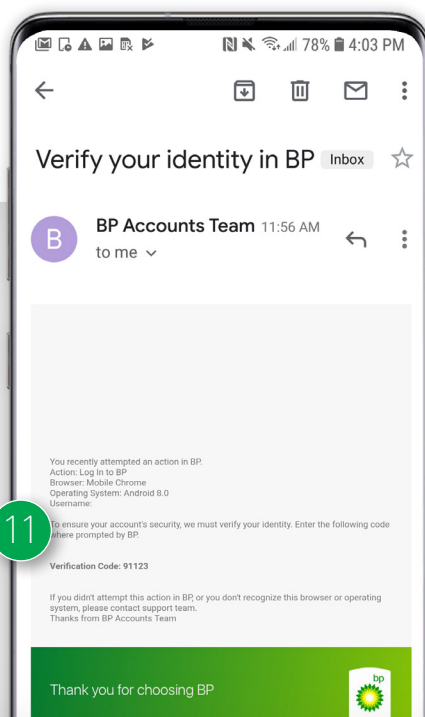 78% 4:03 PM
Verify your identity in BP Inbox
B
BP Accounts Team 11:56 AM
to me
You recently attempted an action in BP.
Action: Log In to BP
Browser: Mobile Chrome
Operating System: Android 8.0
Username:
11
To ensure your account's security, we must verify your identity. Enter the following code
where prompted by BP.
Verification Code: 91123
If you didn't attempt this action in BP, or you don't recognize this browser or operating
system, please contact support team.
Thanks from BP Accounts Team
Thank you for choosing BP
bp